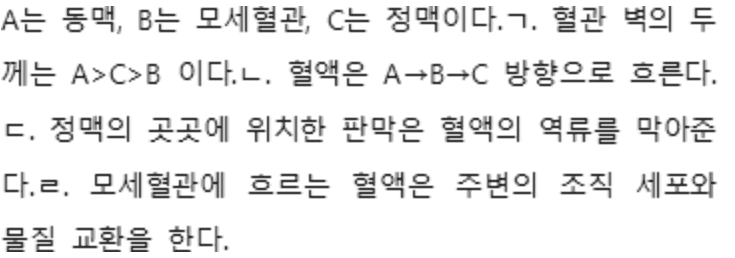 A는 동맥, B는 모세혈관, C는 정맥이다.ㄱ. 혈관 벽의 두
께는 A>C>B 이다.ㄴ. 혈액은 A→B→C 방향으로 흐른다.
ㄷ. 정맥의 곳곳에 위치한 판막은 혈액의 역류를 막아준
다.ㄹ. 모세혈관에 흐르는 혈액은 주변의 조직 세포와
물질 교환을 한다.